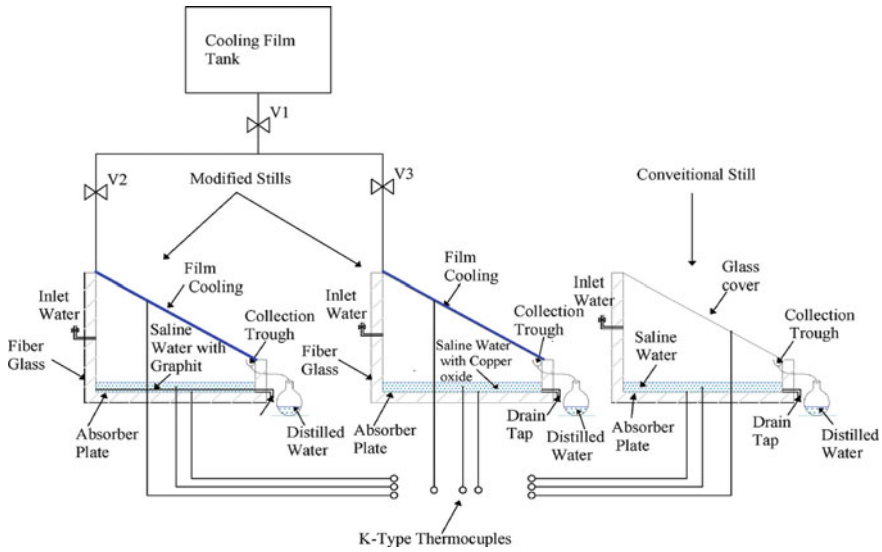 Cooling Film
Tank
V1
V2
Modified Stills
V3
Conveitional Still
Film
Cooling
Inlet
Water
Saline
Water with
Graphit
Collection
Trough
Fiber
Glass
Absorber
Plate
Distilled
Water
Film
Cooling
Inlet
Water
Collection
Trough
Fiber
Glass
Saline Water
with Copper
oxide
Absorber
Plate
Drain
Tap
Distilled
Water
Glass
cover
Inlet
Water
Saline
Water
Collection
Trough
Absorber
Plate
Drain
Tap
Distilled
Water
K-Type Thermocuples